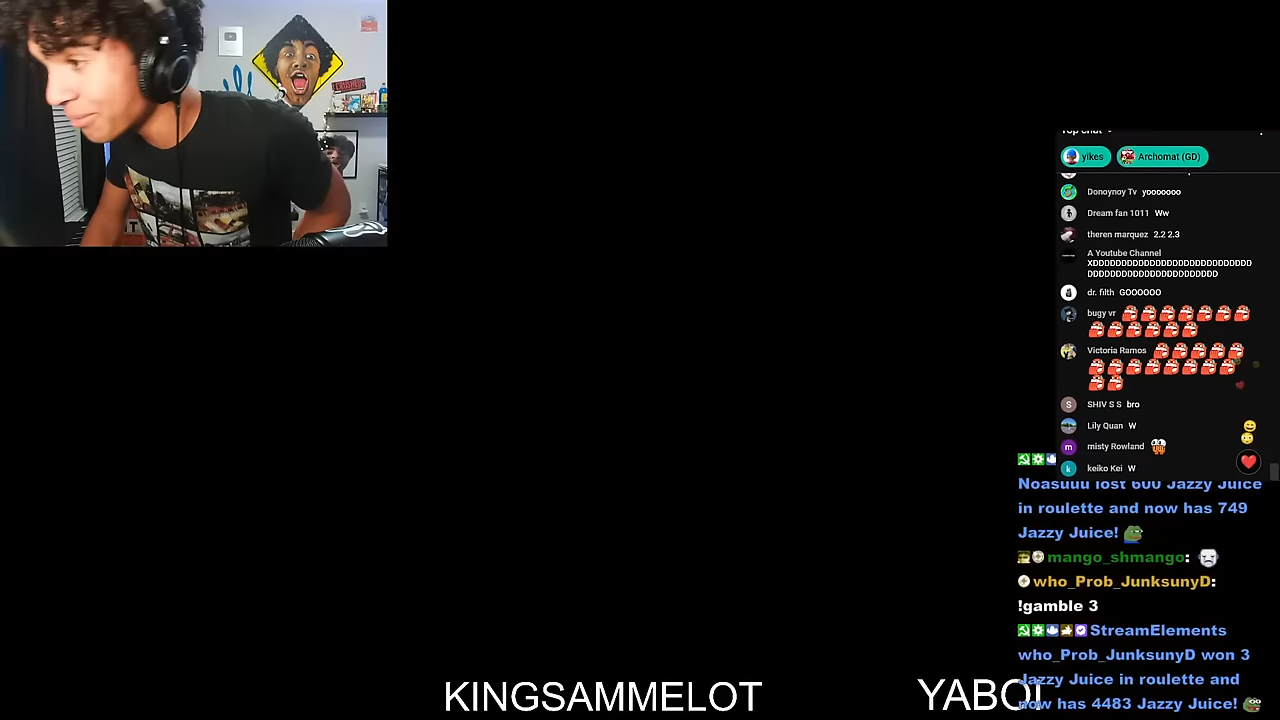 Top chat
yikes
Archomat (GD)
Donoynoy Tv yooooooo
Dream fan 1011 Ww
theren marquez 2.2 2.3
A Youtube Channel
XDDDDDDDDDDDDDDDDDDDDDDDDDDDD
DDDDDDDDDDDDDDDDDDDDDD
dr. filth GOOOOOO
bugy vr
Victoria Ramos
SHIV S S bro
Lily Quan W
misty Rowland
keiko Kei W
Noasuuu lost 600 Jazzy Juice
in roulette and now has 749
Jazzy Juice!
mango_shmango:
who_Prob_JunksunyD:
!gamble 3
StreamElements
who_Prob_JunksunyD won 3
Jazzy Juice in roulette and
now has 4483 Jazzy Juice!
KINGSAMMELOT
YABOI